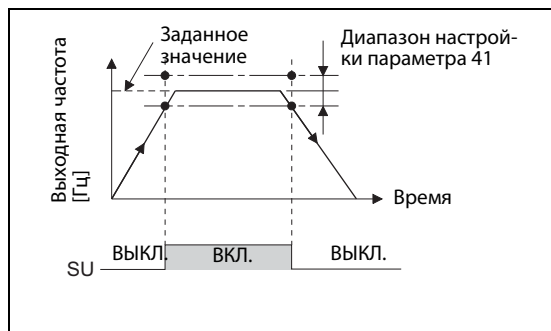 Заданное
значение
Диапазон настрой-
ки параметра 41
Выходная частота
[Гц]
Время
ВЫКЛ.
ВКЛ.
ВЫКЛ.
SU